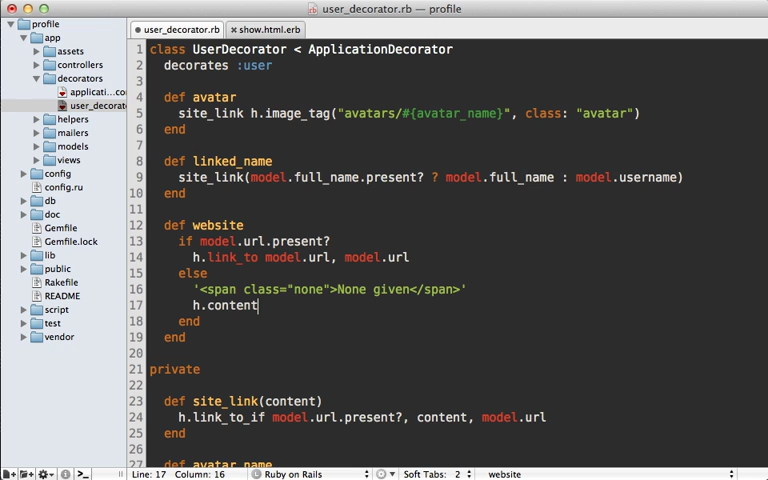 user_decorator.rb — profile
profile
app
assets
controllers
decorators
applicati...co
user_decorat
helpers
mailers
models
views
config
config.ru
db
doc
Gemfile
Gemfile.lock
lib
public
Rakefile
README
script
test
vendor
user_decorator.rb
show.html.erb
1 class UserDecorator < ApplicationDecorator
2   decorates :user
3
4   def avatar
5     site_link h.image_tag("avatars/#{avatar_name}", class: "avatar")
6   end
7
8   def linked_name
9     site_link(model.full_name.present? ? model.full_name : model.username)
10   end
11
12   def website
13     if model.url.present?
14       h.link_to model.url, model.url
15     else
16       '<span class="none">None given</span>'
17       h.content
18     end
19   end
20
21 private
22
23   def site_link(content)
24     h.link_to_if model.url.present?, content, model.url
25   end
26
27   def avatar_name
Line: 17 Column: 16
Ruby on Rails
Soft Tabs: 2
website